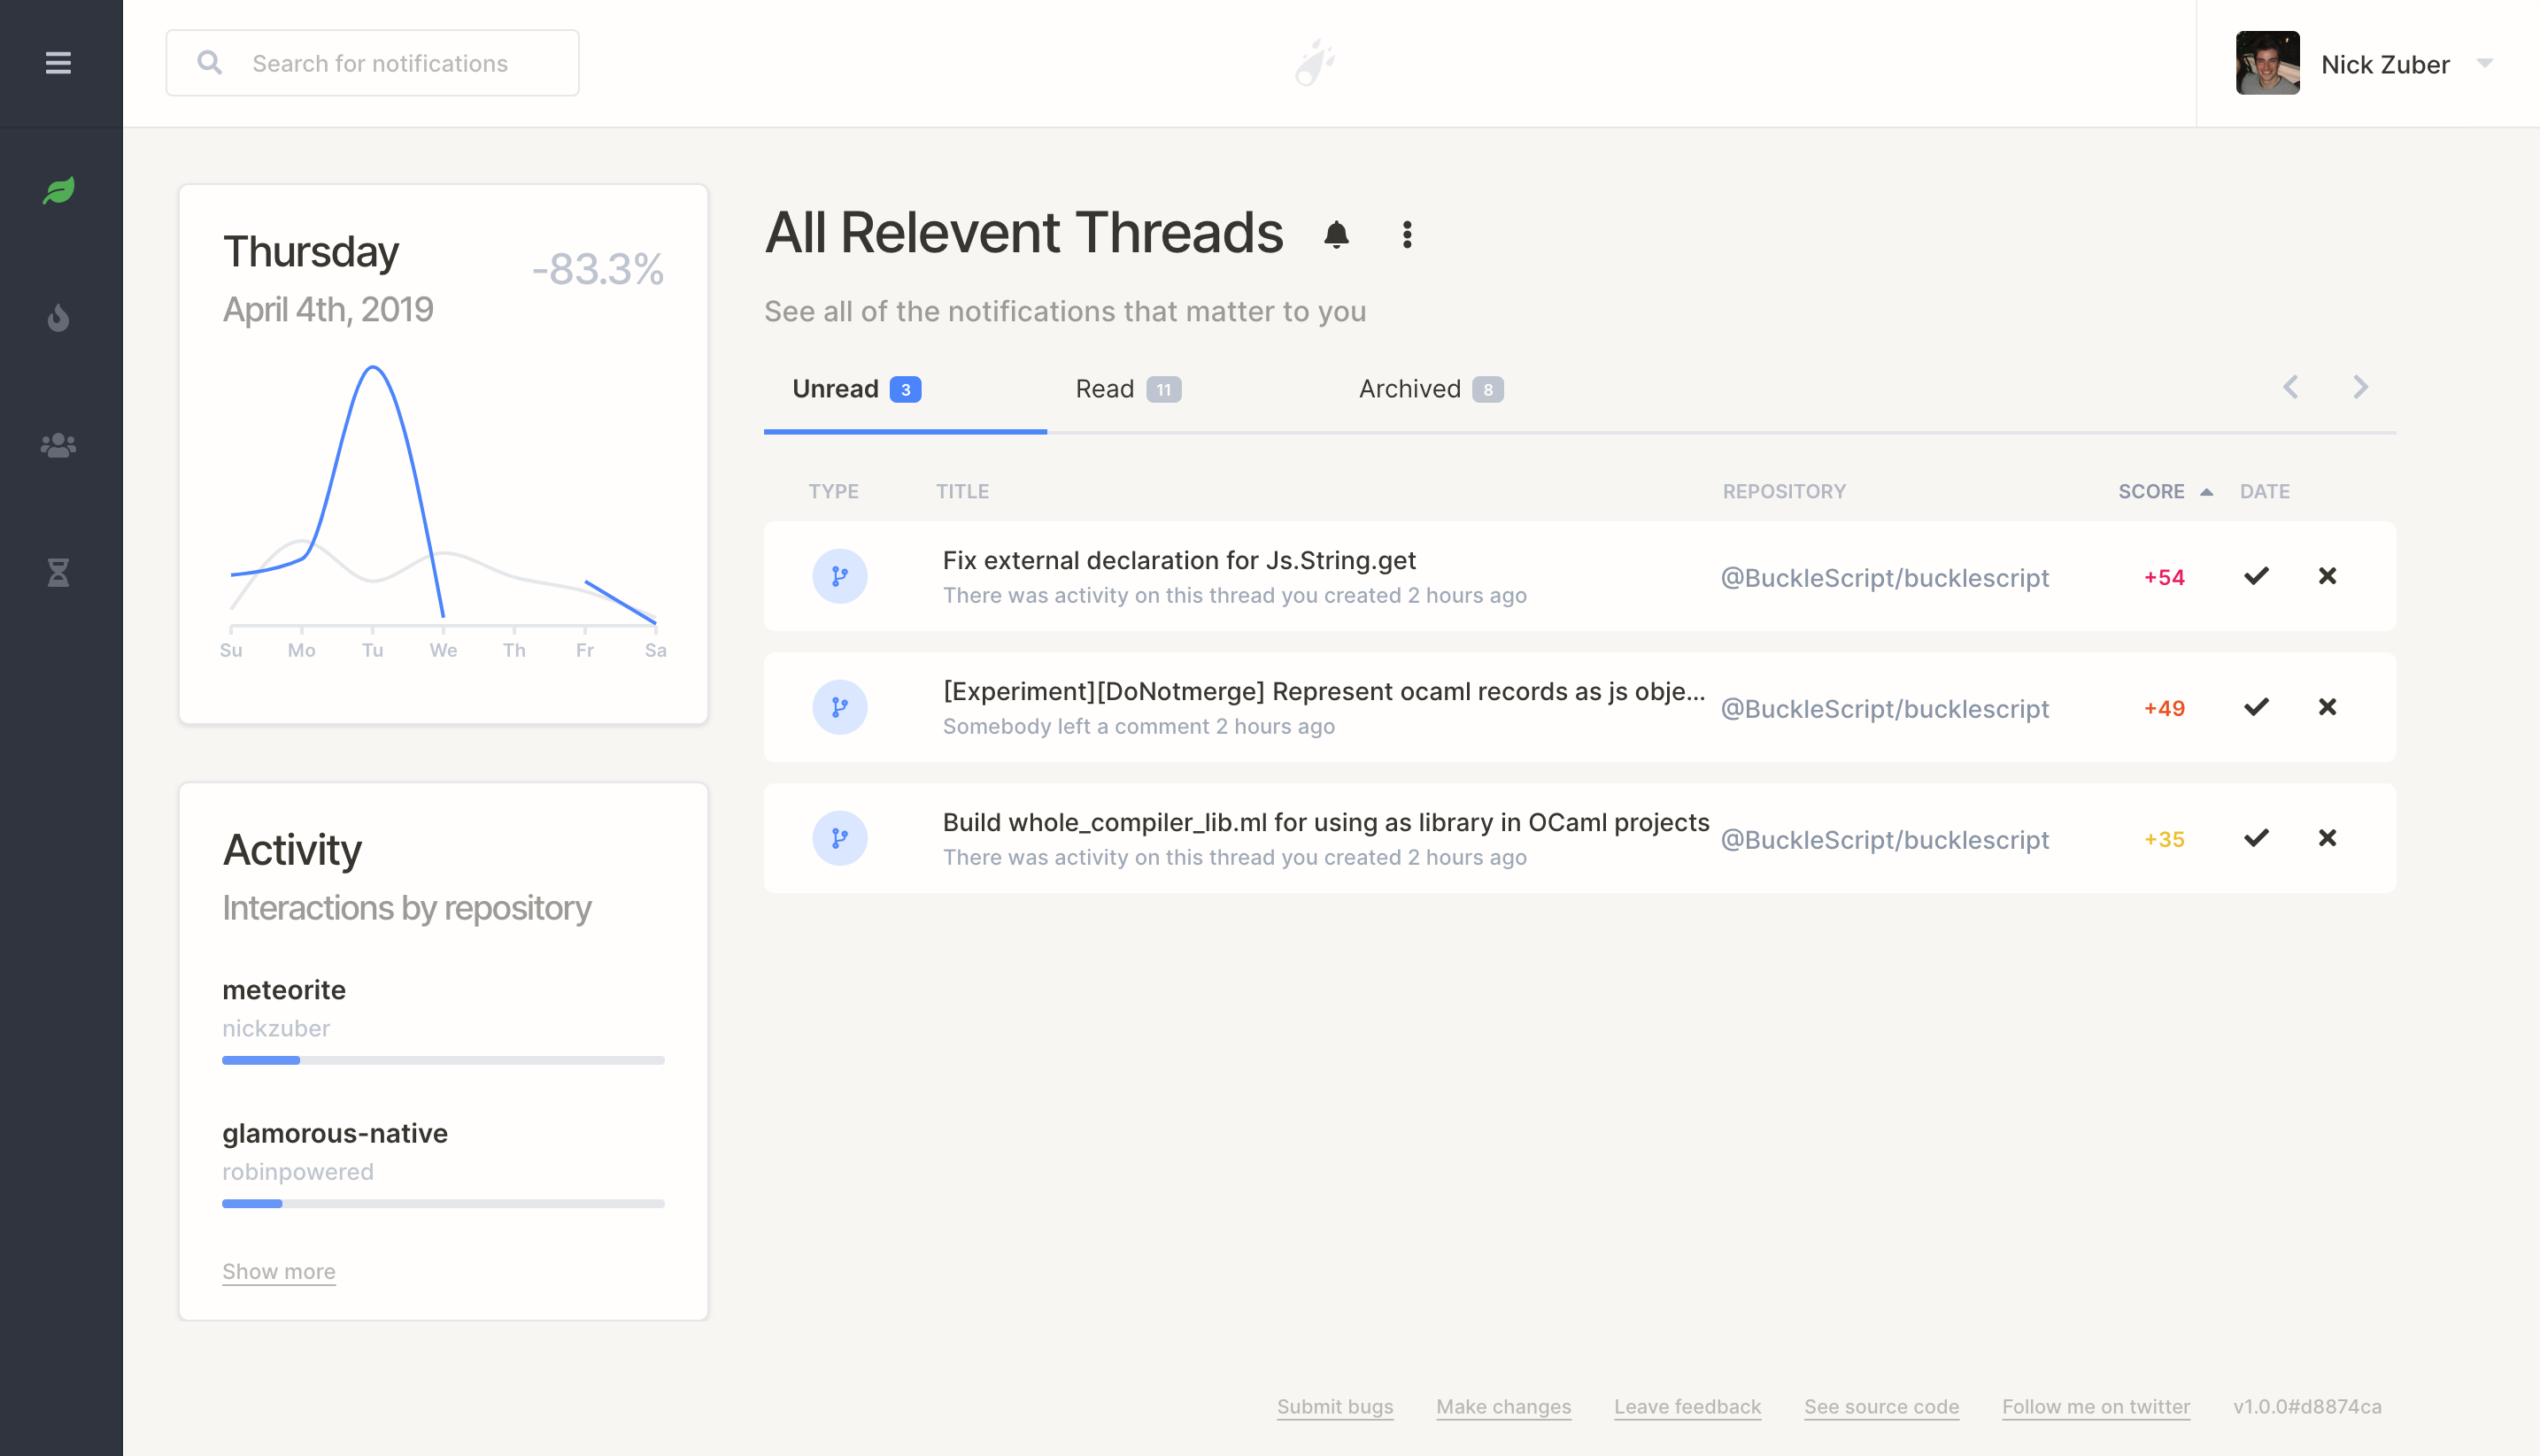 Search for notifications
Nick Zuber
Thursday
-83.3%
April 4th, 2019
Su Mo Tu We Th Fr Sa
Activity
Interactions by repository
meteorite
nickzuber
glamorous-native
robinpowered
Show more
All Relevent Threads
See all of the notifications that matter to you
Unread 3 Read 11 Archived 8
TYPE TITLE REPOSITORY SCORE DATE
Fix external declaration for Js.String.get
There was activity on this thread you created 2 hours ago
@BuckleScript/bucklescript
+54
[Experiment][DoNotmerge] Represent ocaml records as js obje...
Somebody left a comment 2 hours ago
@BuckleScript/bucklescript
+49
Build whole_compiler_lib.ml for using as library in OCaml projects
There was activity on this thread you created 2 hours ago
@BuckleScript/bucklescript
+35
Submit bugs Make changes Leave feedback See source code Follow me on twitter v1.0.0#d8874ca